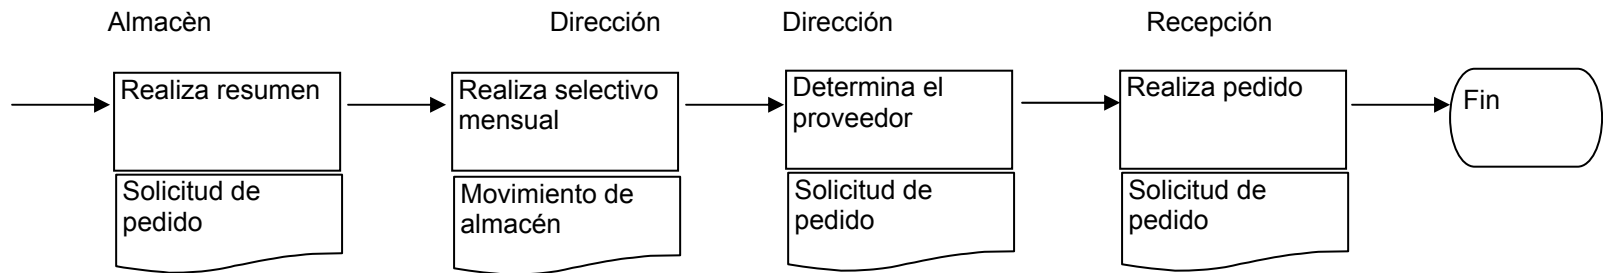 Almacèn
Dirección
Dirección
Recepción
Realiza resumen
Solicitud de
pedido
Realiza selectivo
mensual
Movimiento de
almacén
Determina el
proveedor
Solicitud de
pedido
Realiza pedido
Solicitud de
pedido
Fin